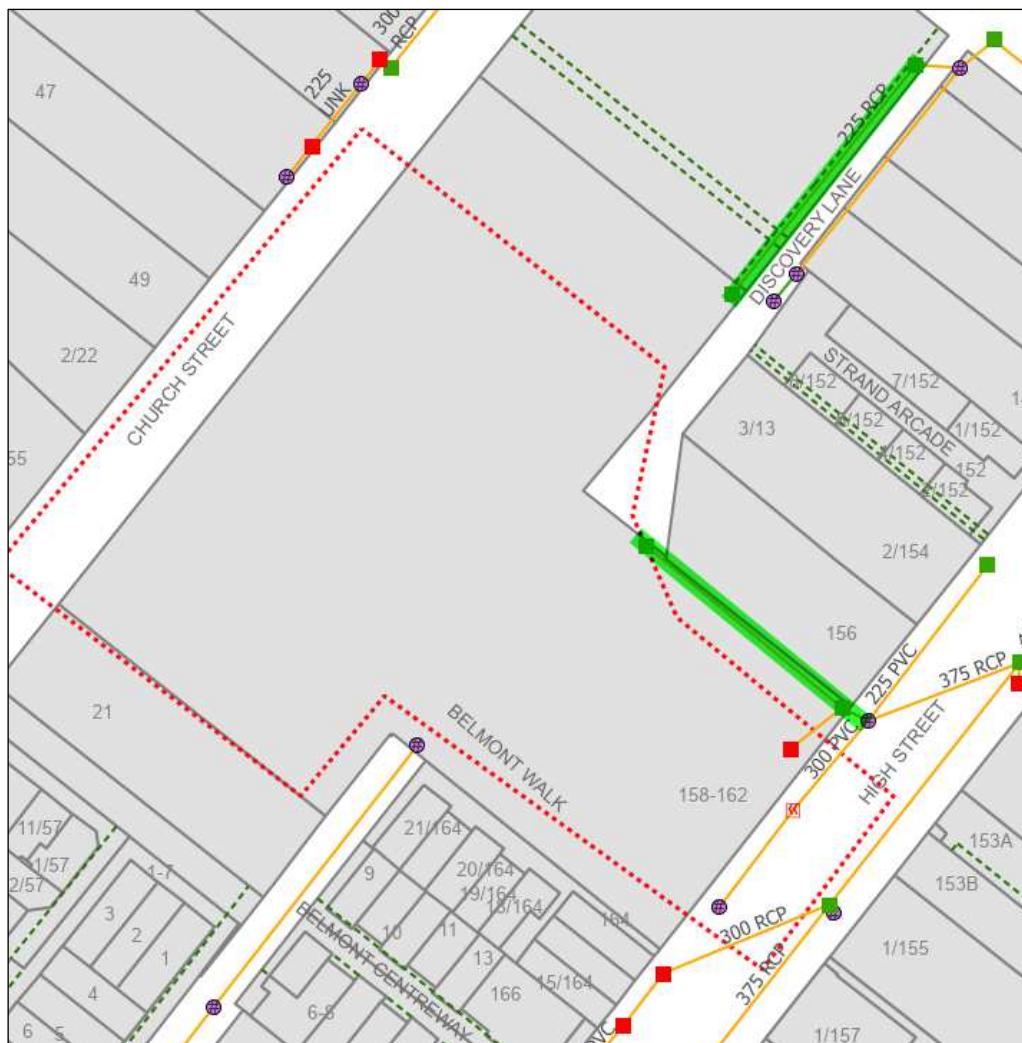 300
RCP
225
UNK
47
225 RCP
DISCOVERY LANE
49
2/22
CHURCH STREET
STRAND ARCADE
7/152
1/152
152
3/13
55
2/154
156
225 PVC
375 RCP
300 PVC
HIGH STREET
21
BELMONT WALK
158-162
153A
153B
11/57
1/57
2/57
1-7
3
2
1
4
6
5
21/164
20/164
19/164
18/164
164
9
10
11
13
15/164
166
BELMONT CENTREWAY
6-8
300 RCP
375 RCP
1/155
1/157
PVC